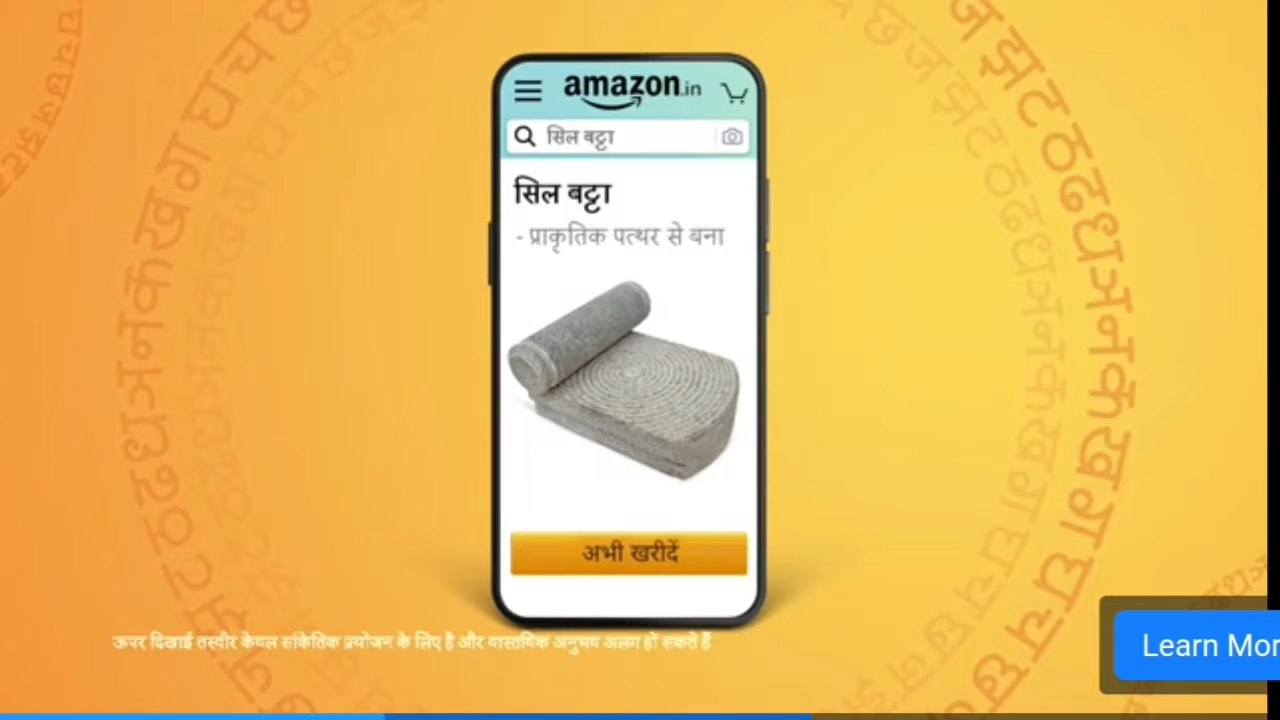 amazon.in
सिल बट्टा
सिल बट्टा
- प्राकृतिक पत्थर से बना
अभी खरीदें
ऊपर दिखाई तस्वीर केवल सांकेतिक प्रयोजन के लिए है और वास्तविक अनुभव अलग हो सकते हैं
Learn Mor